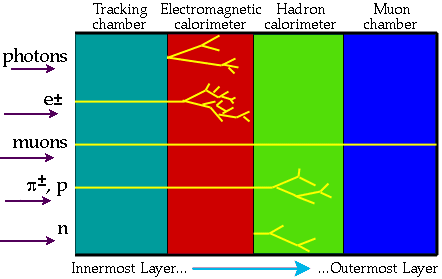 Tracking chamber
Electromagnetic calorimeter
Hadron calorimeter
Muon chamber
photons
e±
muons
π±, p
n
Innermost Layer...
...Outermost Layer